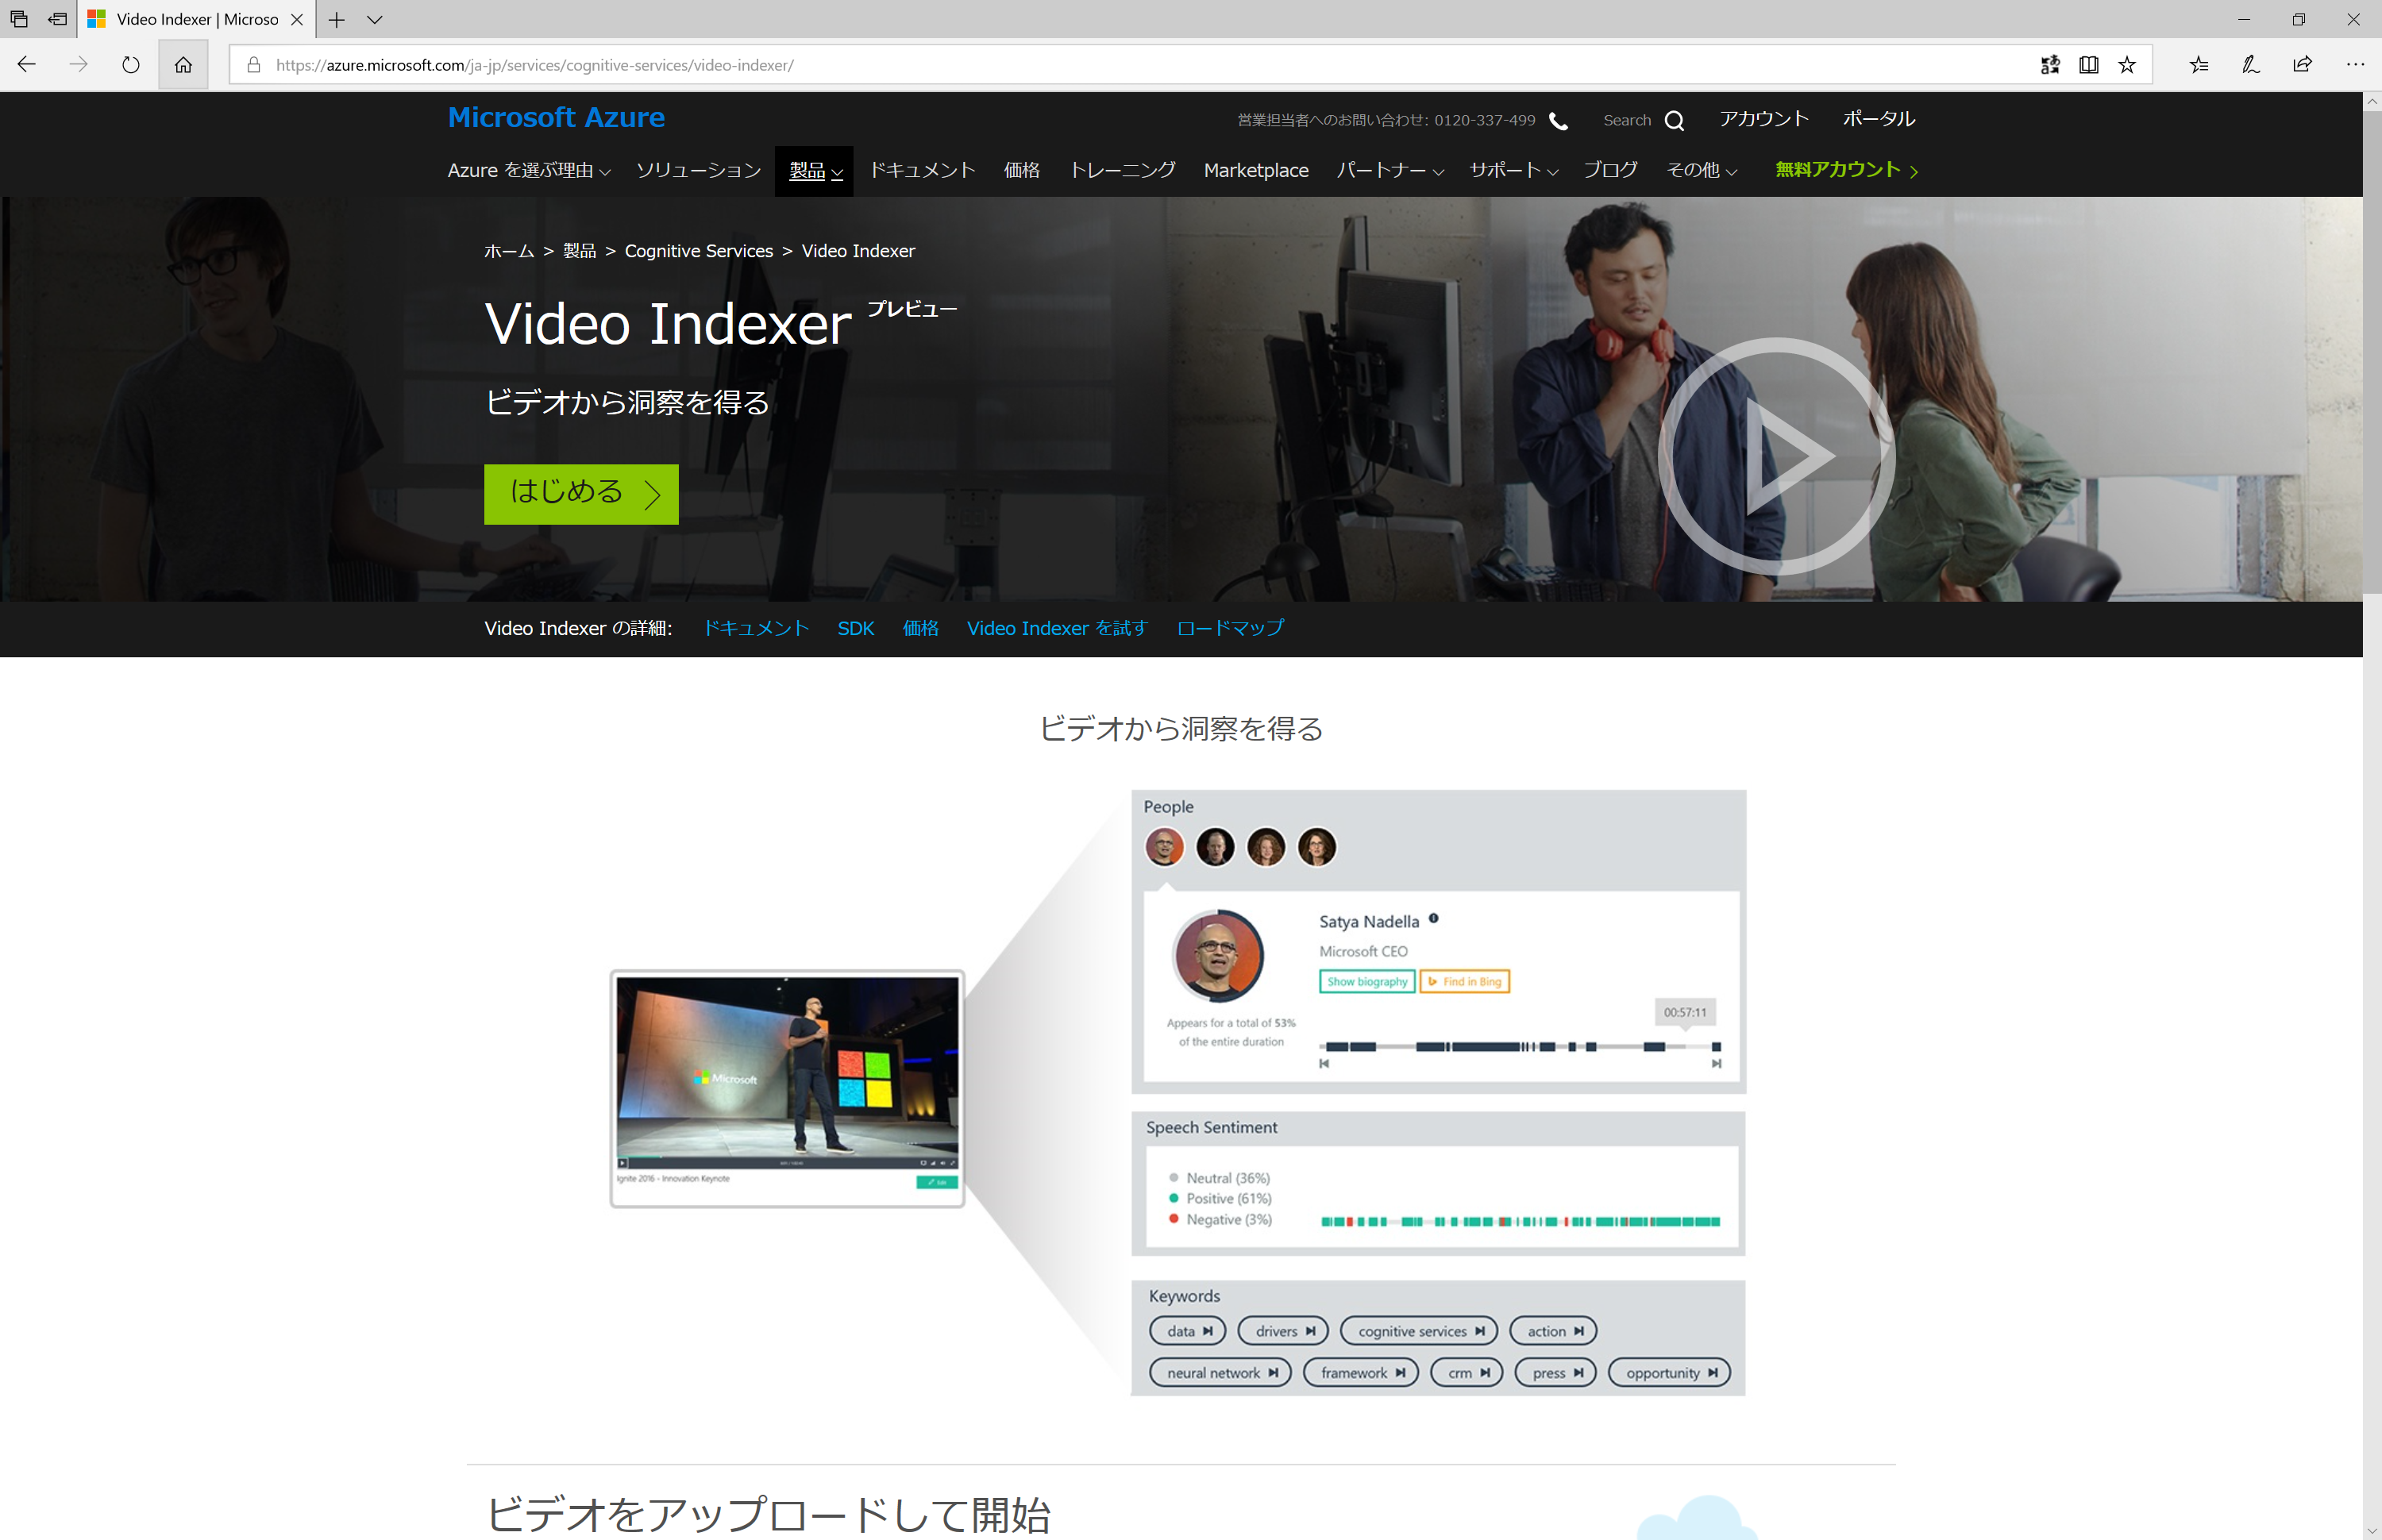 Video Indexer | Microso
https://azure.microsoft.com/ja-jp/services/cognitive-services/video-indexer/
Microsoft Azure
営業担当者へのお問い合わせ: 0120-337-499 Search アカウント ポータル
Azure を選ぶ理由 ソリューション 製品 ドキュメント 価格 トレーニング Marketplace パートナー サポート ブログ その他 無料アカウント
ホーム > 製品 > Cognitive Services > Video Indexer
Video Indexer プレビュー
ビデオから洞察を得る
はじめる
Video Indexer の詳細: ドキュメント SDK 価格 Video Indexer を試す ロードマップ
ビデオから洞察を得る
People
Satya Nadella
Microsoft CEO
Show biography Find in Bing
Appears for a total of 53%
of the entire duration
00:57:11
Microsoft
Ignite 2016 - Innovation Keynote
Edit
Speech Sentiment
Neutral (36%)
Positive (61%)
Negative (3%)
Keywords
data drivers cognitive services action
neural network framework crm press opportunity
ビデオをアップロードして開始